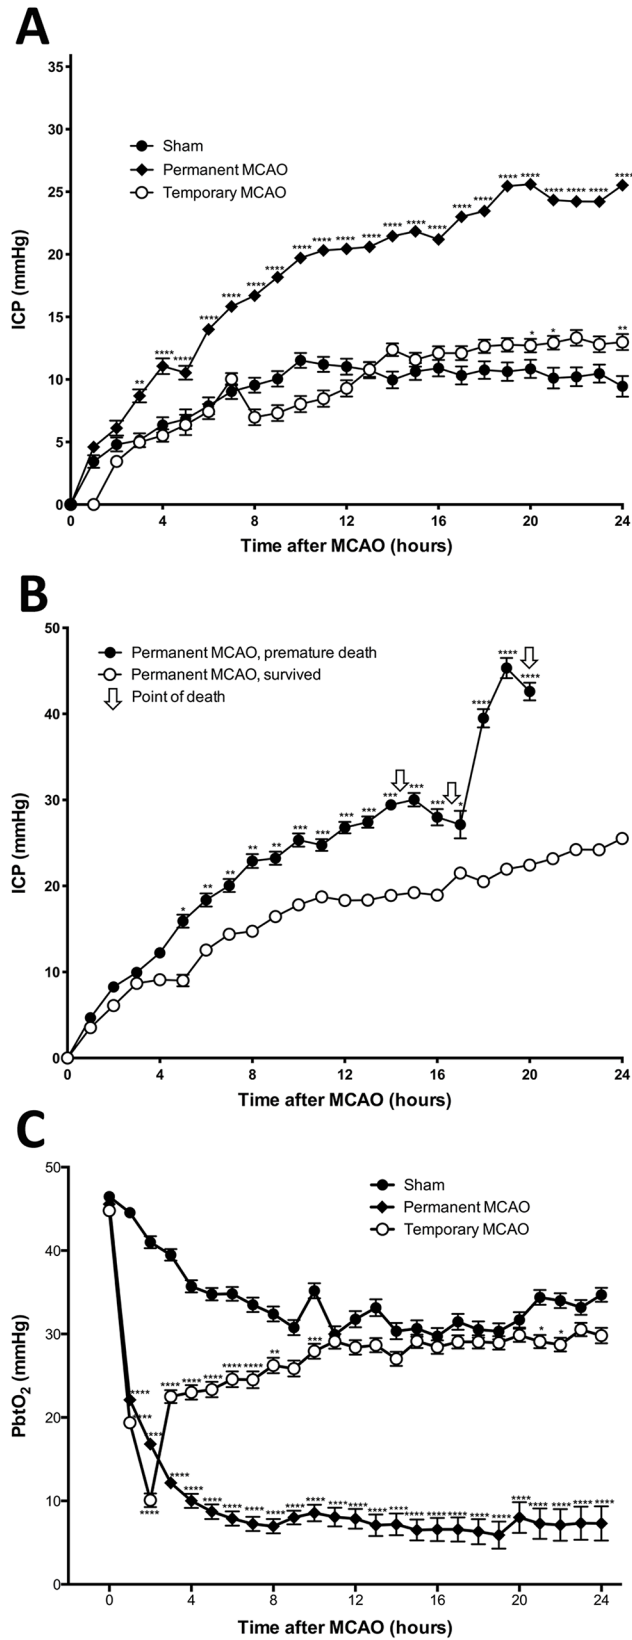 A
35
30
25
20
15
10
5
0
ICP (mmHg)
Sham
Permanent MCAO
Temporary MCAO
** **** **** **** **** **** **** **** **** **** **** **** **** **** **** **** **** **** **** **** **** ****
* * **
0 4 8 12 16 20 24
Time after MCAO (hours)
B
50
40
30
20
10
0
ICP (mmHg)
Permanent MCAO, premature death
Permanent MCAO, survived
Point of death
* ** ** ** ** *** *** *** *** *** *** *** * **** **** ****
0 4 8 12 16 20 24
Time after MCAO (hours)
C
50
40
30
20
10
0
PbtO₂ (mmHg)
Sham
Permanent MCAO
Temporary MCAO
0 4 8 12 16 20 24
Time after MCAO (hours)